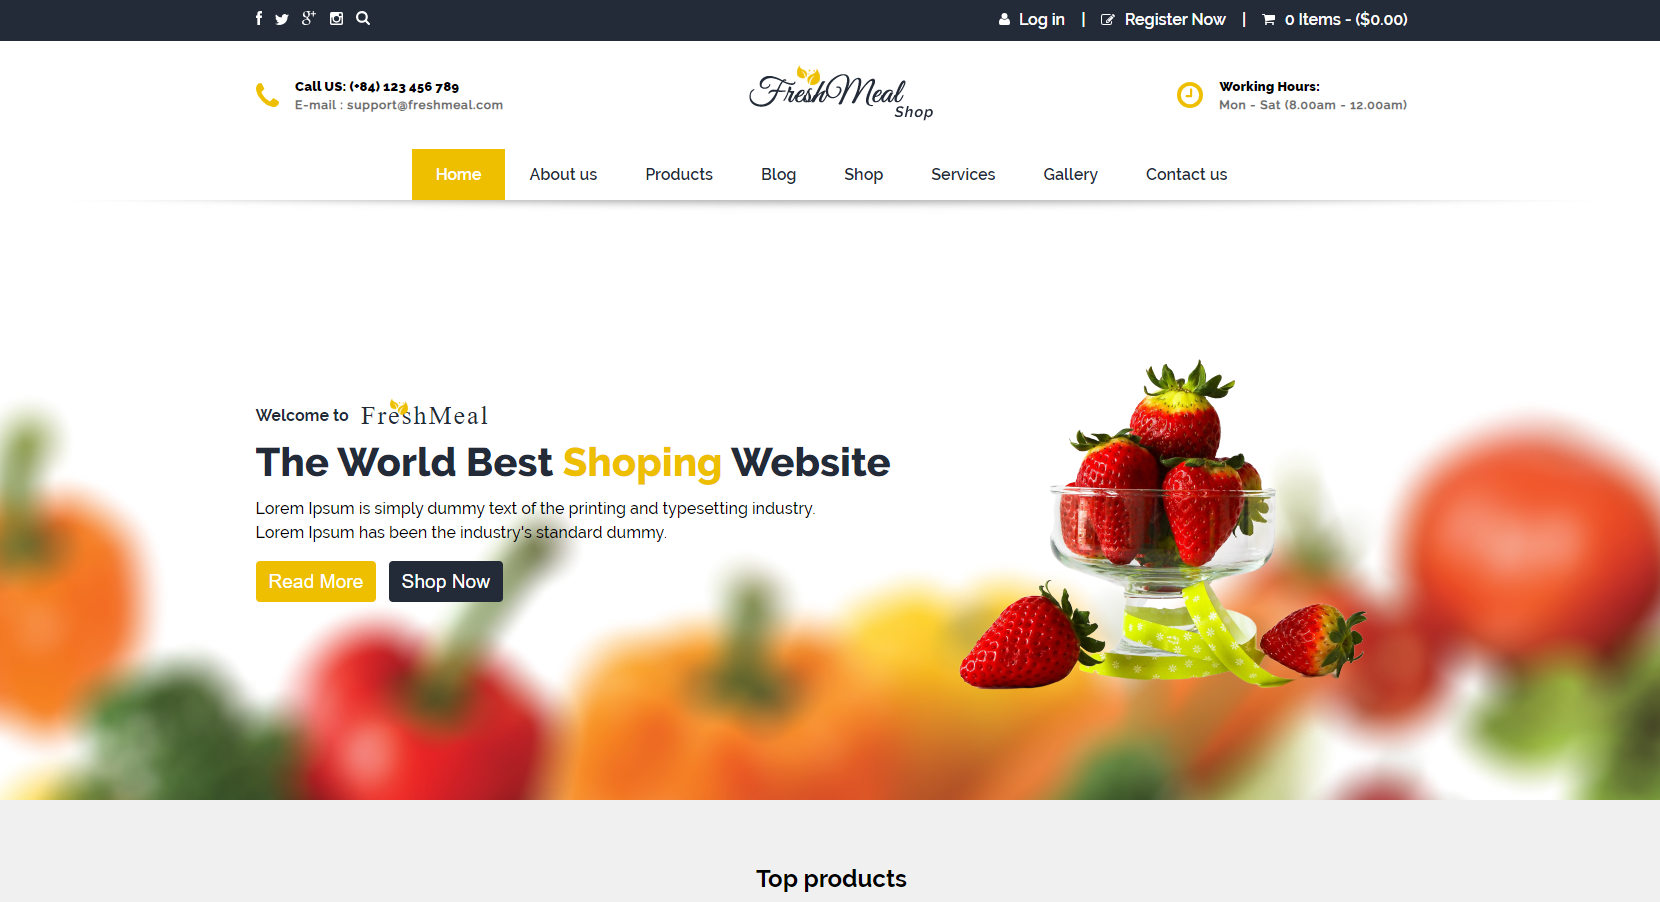 Log in | Register Now | 0 Items - ($0.00)
Call US: (+84) 123 456 789
E-mail : support@freshmeal.com
FreshMeal
Shop
Working Hours:
Mon - Sat (8.00am - 12.00am)
Home About us Products Blog Shop Services Gallery Contact us
Welcome to FreshMeal
The World Best Shoping Website
Lorem Ipsum is simply dummy text of the printing and typesetting industry.
Lorem Ipsum has been the industry's standard dummy.
Read More Shop Now
Top products